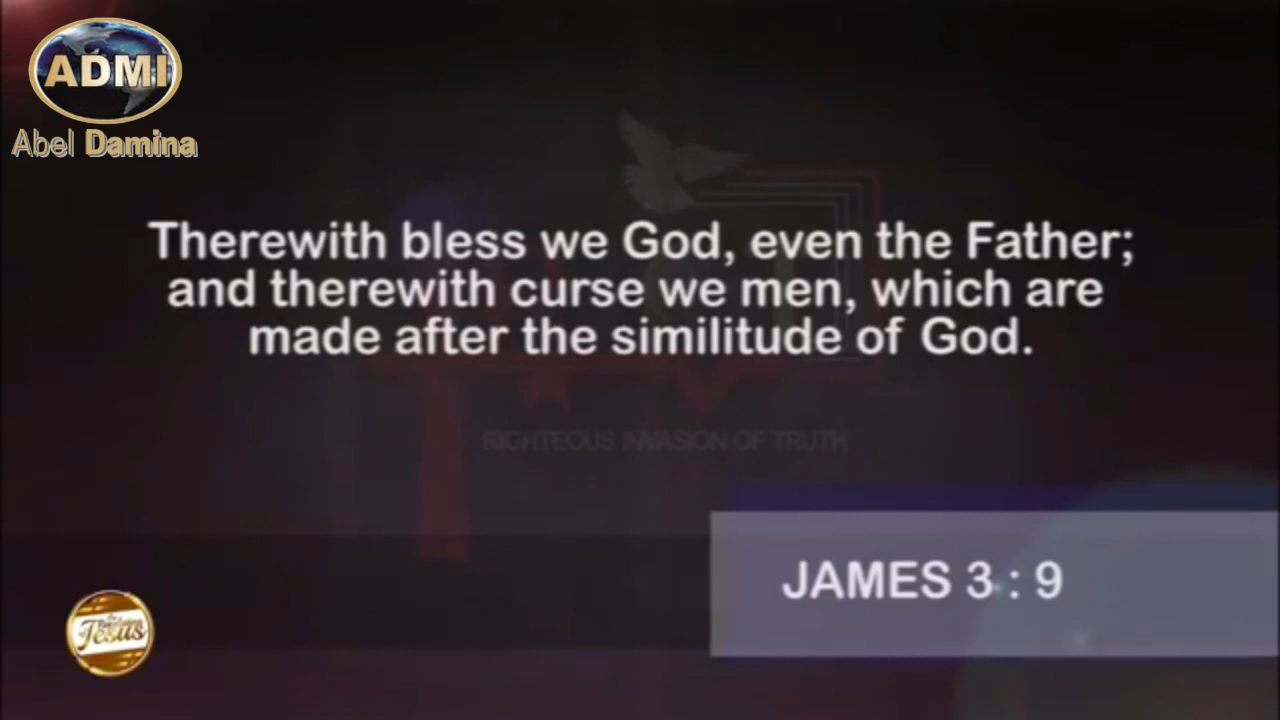 ADMI
Abel Damina
Therewith bless we God, even the Father;
and therewith curse we men, which are
made after the similitude of God.
RIGHTEOUS INVASION OF TRUTH
JAMES 3 : 9
Jesus